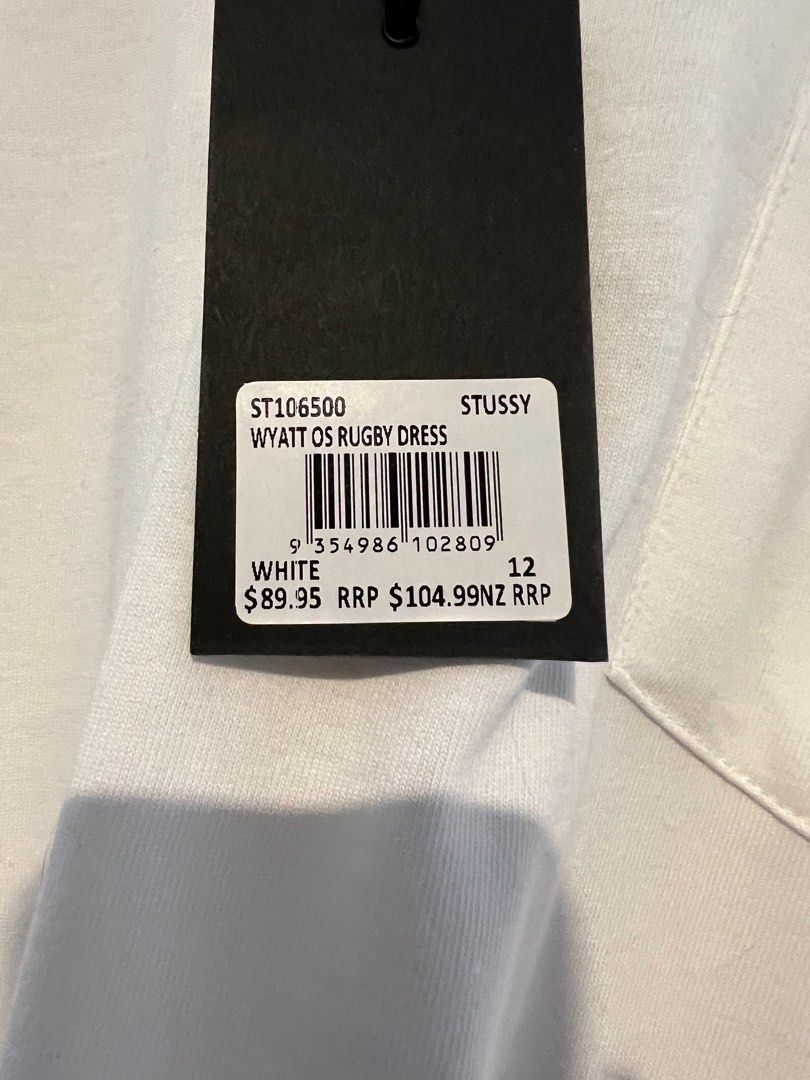 ST106500 STUSSY
WYATT OS RUGBY DRESS
9 354986 102809
WHITE 12
$89.95 RRP $104.99NZ RRP